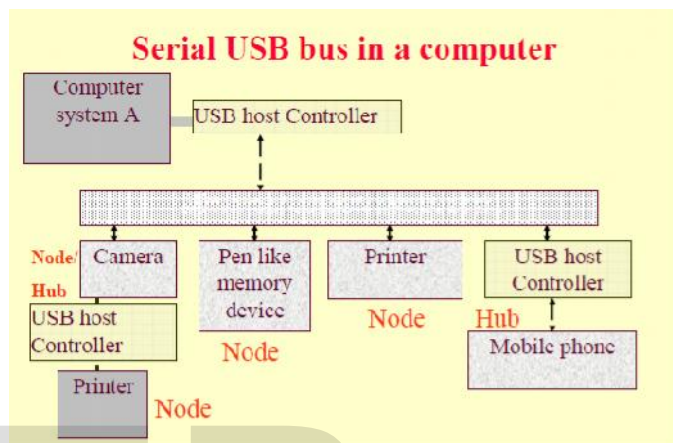 Serial USB bus in a computer
Computer
system A
USB host Controller
Node/
Hub
Camera
Pen like
memory
device
Printer
USB host
Controller
Node
Node
Hub
USB host
Controller
Mobile phone
Printer
Node